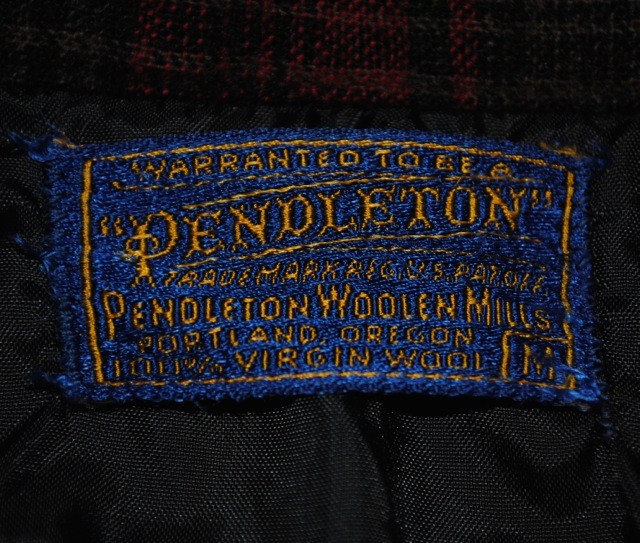 WARRANTED TO BE A
"PENDLETON"
TRADEMARK REG. U.S. PAT. OFF.
PENDLETON WOOLEN MILLS
PORTLAND, OREGON
100% VIRGIN WOOL M